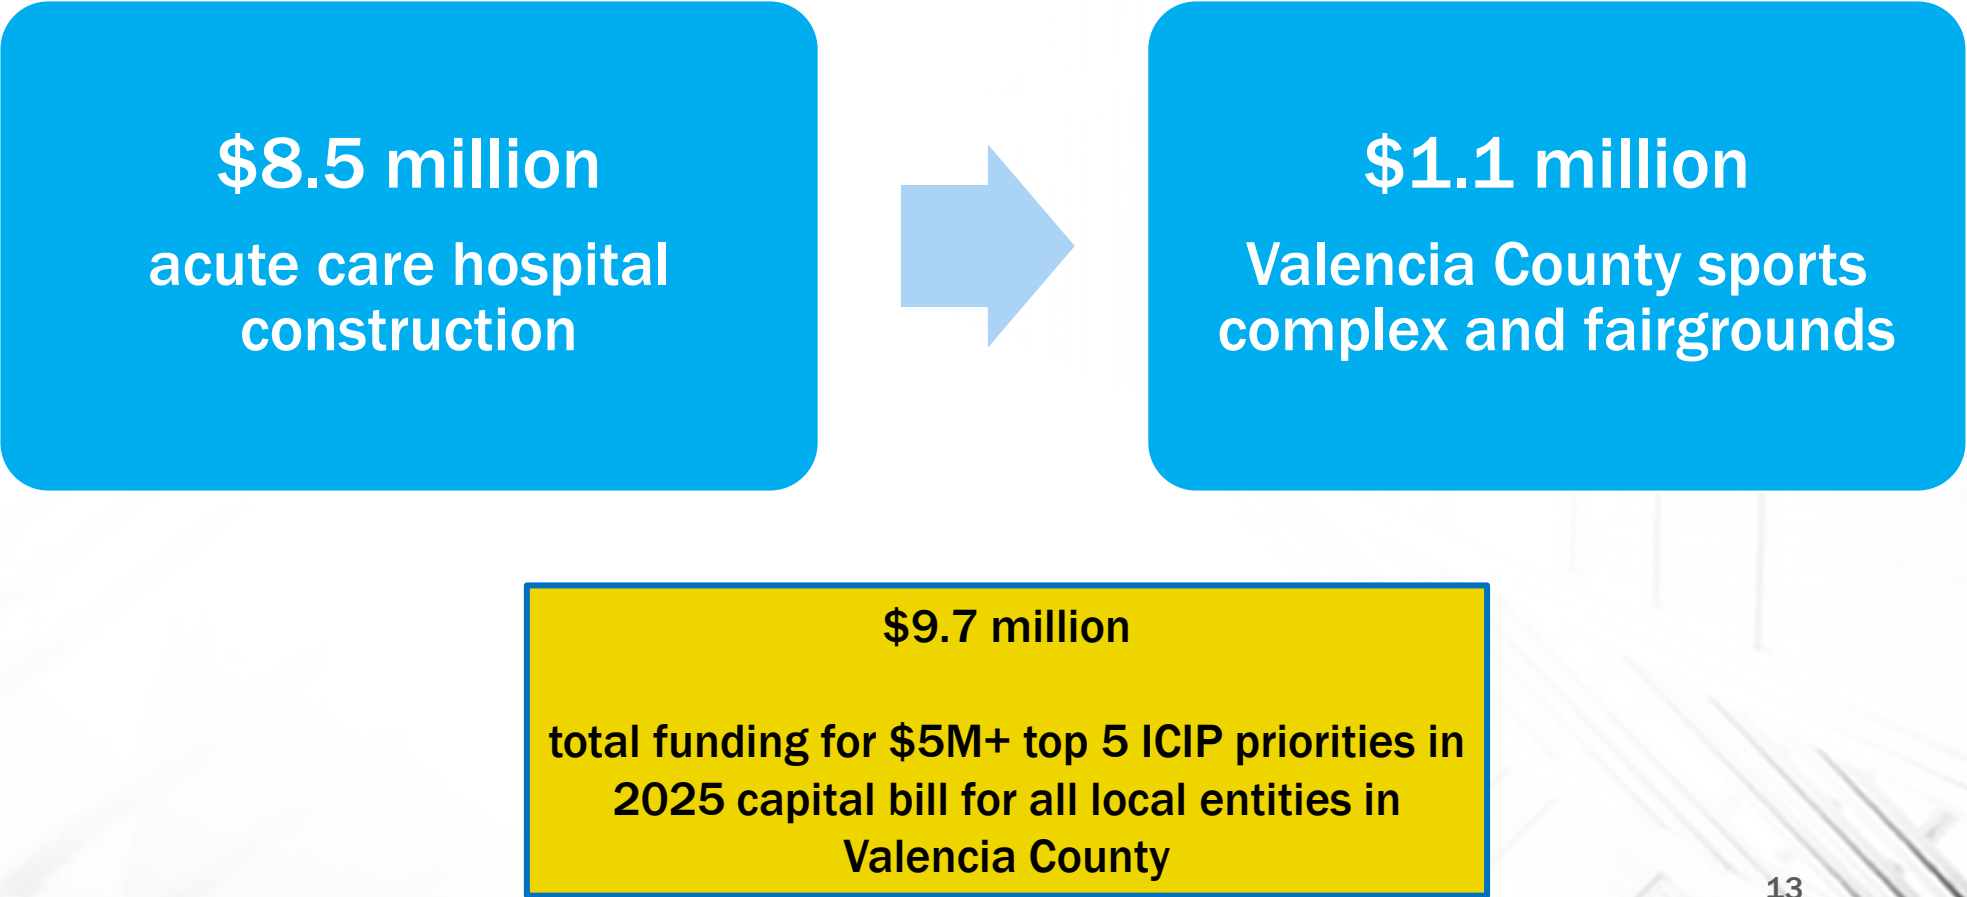 $8.5 million
acute care hospital
construction
$1.1 million
Valencia County sports
complex and fairgrounds
$9.7 million
total funding for $5M+ top 5 ICIP priorities in
2025 capital bill for all local entities in
Valencia County
13